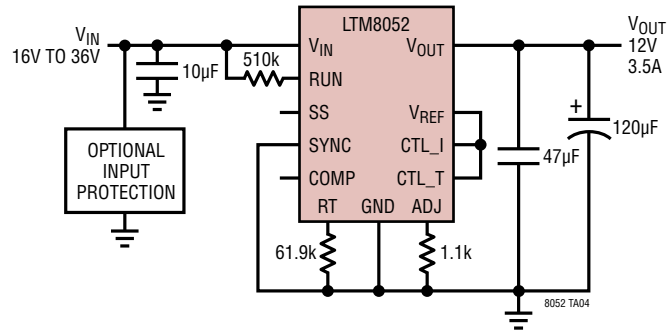 LTM8052
VIN
16V TO 36V
10µF
510k
VIN
RUN
SS
SYNC
COMP
RT
GND
ADJ
VOUT
VREF
CTL_I
CTL_T
VOUT
12V
3.5A
47µF
+
120µF
OPTIONAL
INPUT
PROTECTION
61.9k
1.1k
8052 TA04